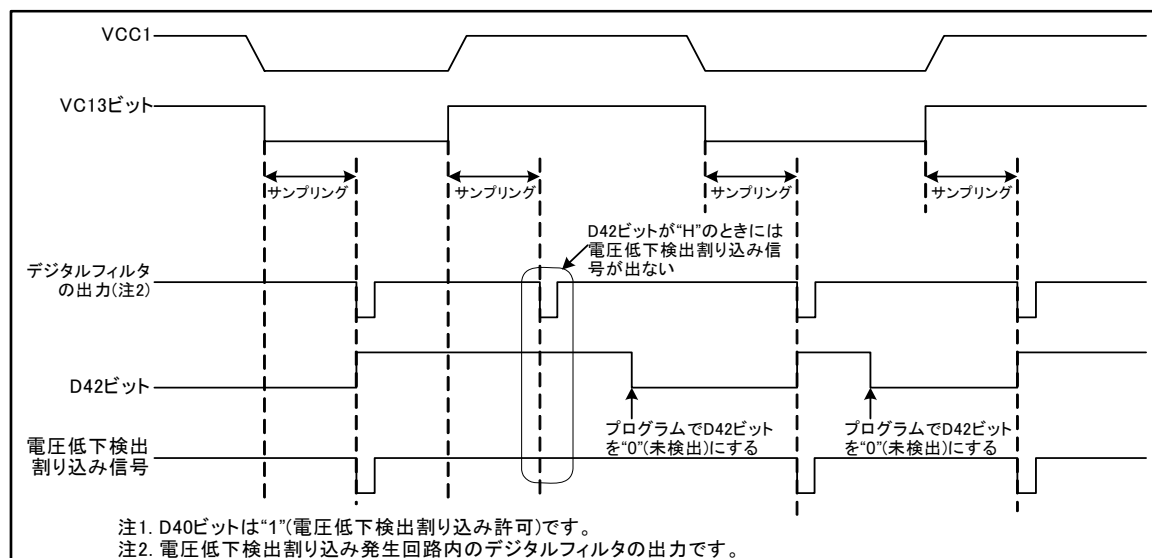 VCC1
VC13ビット
サンプリング
サンプリング
サンプリング
サンプリング
D42ビットが“H”のときには
電圧低下検出割り込み信
号が出ない
デジタルフィルタ
の出力(注2)
D42ビット
プログラムでD42ビット
を“0”(未検出)にする
プログラムでD42ビット
を“0”(未検出)にする
電圧低下検出
割り込み信号
注1. D40ビットは“1”(電圧低下検出割り込み許可)です。
注2. 電圧低下検出割り込み発生回路内のデジタルフィルタの出力です。